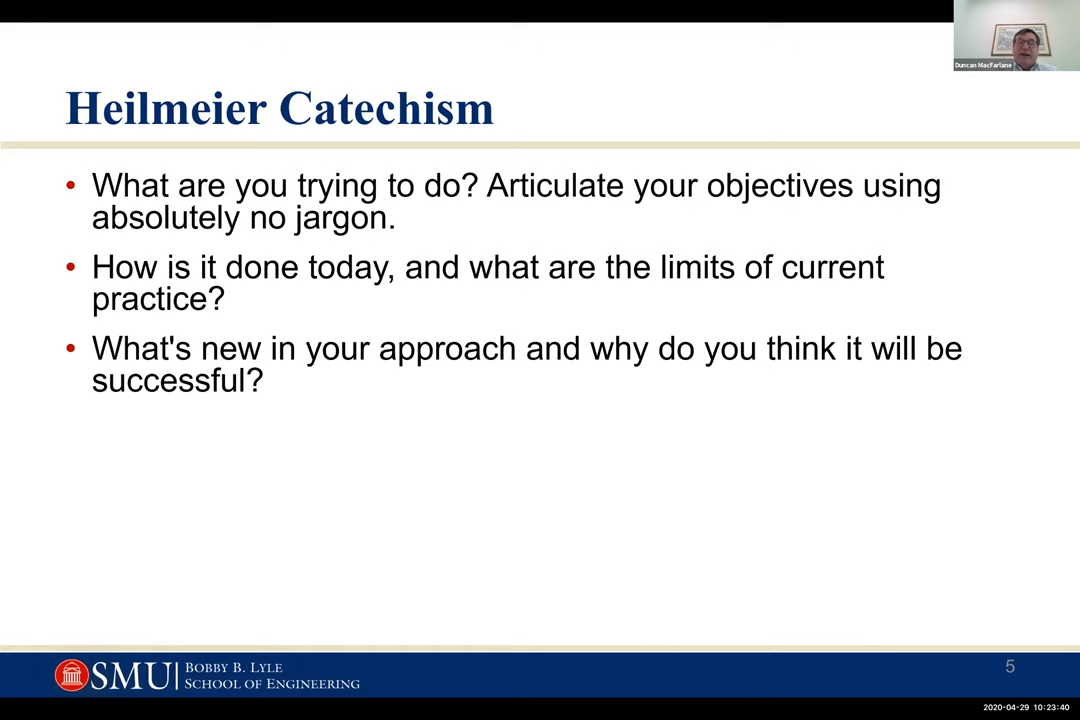 Duncan MacFarlane
Heilmeier Catechism
• What are you trying to do? Articulate your objectives using
absolutely no jargon.
• How is it done today, and what are the limits of current
practice?
• What's new in your approach and why do you think it will be
successful?
SMU
BOBBY B. LYLE
SCHOOL OF ENGINEERING
5
2020-04-29 10:23:40